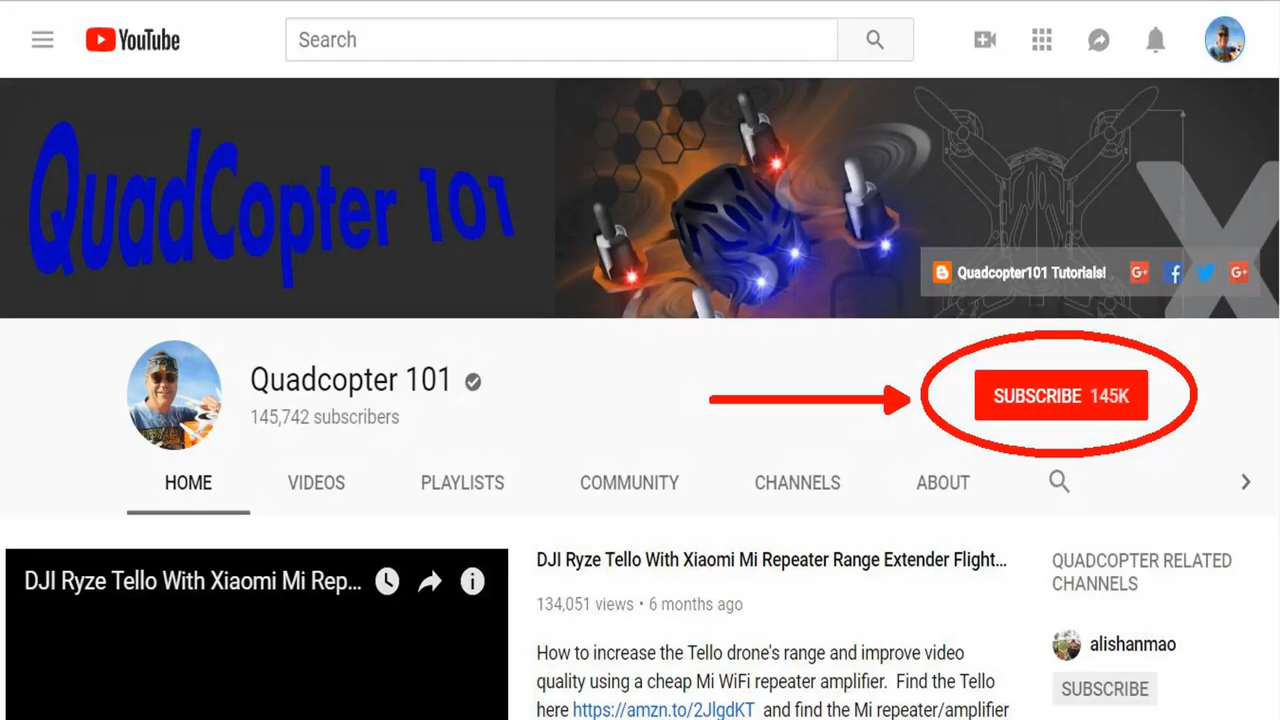 YouTube
Search
QuadCopter 101
X
Quadcopter101 Tutorials!
G+
G+
Quadcopter 101
145,742 subscribers
SUBSCRIBE 145K
HOME VIDEOS PLAYLISTS COMMUNITY CHANNELS ABOUT
DJI Ryze Tello With Xiaomi Mi Rep...
DJI Ryze Tello With Xiaomi Mi Repeater Range Extender Flight...
134,051 views • 6 months ago
How to increase the Tello drone's range and improve video
quality using a cheap Mi WiFi repeater amplifier. Find the Tello
here https://amzn.to/2JlgdKT and find the Mi repeater/amplifier
QUADCOPTER RELATED
CHANNELS
alishanmao
SUBSCRIBE